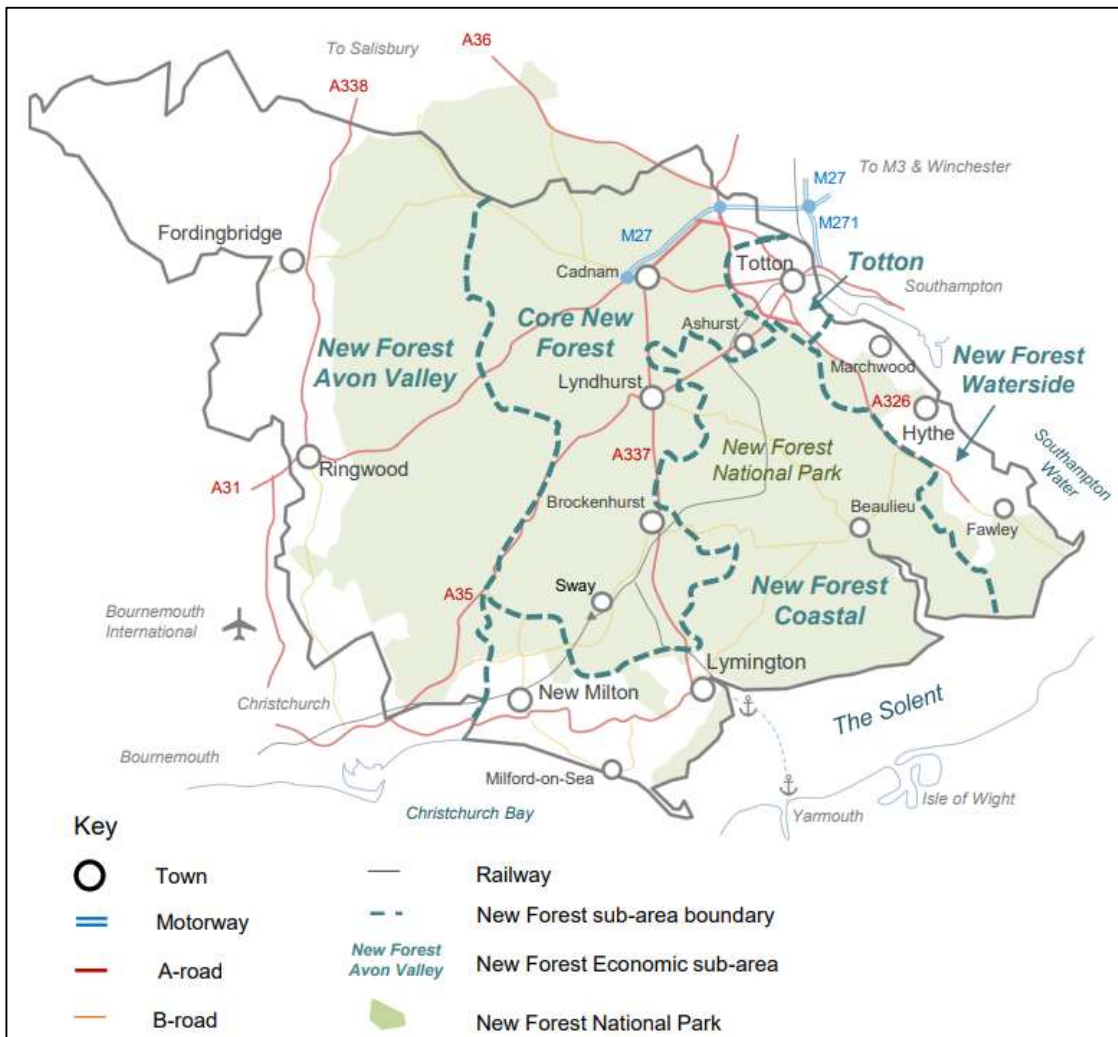 To Salisbury
A36
A338
To M3 & Winchester
M27
M271
Fordingbridge
M27
Cadnam
Totton
Totton
Southampton
Core New
Forest
Ashurst
New Forest
Avon Valley
Marchwood
New Forest
Waterside
Lyndhurst
A326
Hythe
New Forest
National Park
Southampton
Water
A337
Ringwood
A31
Brockenhurst
Beaulieu
Fawley
Sway
A35
New Forest
Coastal
Bournemouth
International
Lymington
New Milton
Christchurch
The Solent
Bournemouth
Milford-on-Sea
Christchurch Bay
Yarmouth
Isle of Wight
Key
Town
Railway
Motorway
New Forest sub-area boundary
New Forest
Avon Valley
New Forest Economic sub-area
A-road
B-road
New Forest National Park